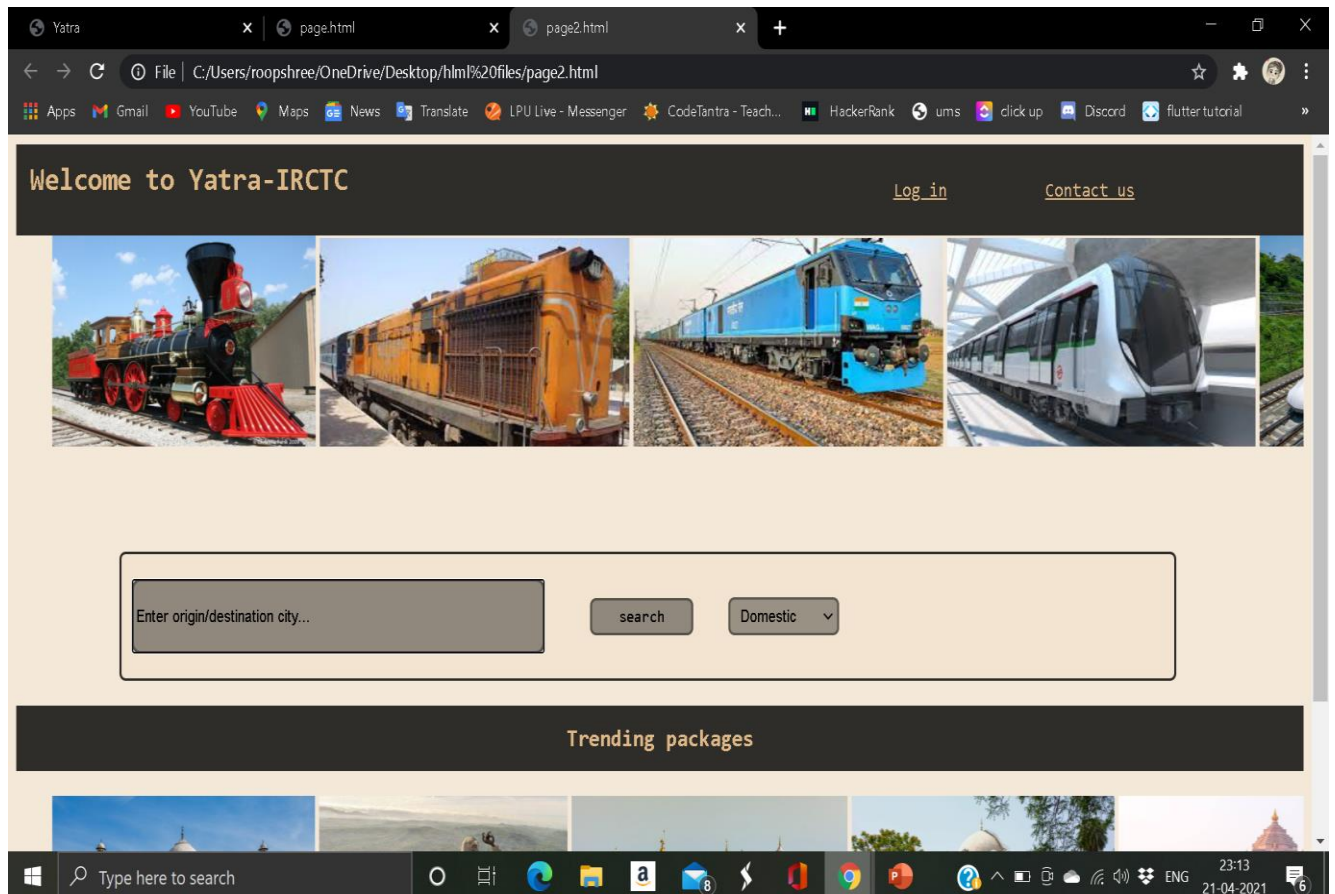 Yatra
page.html
page2.html
File | C:/Users/roopshree/OneDrive/Desktop/hlml%20files/page2.html
Apps Gmail YouTube Maps News Translate LPU Live - Messenger CodeTantra - Teach... HackerRank ums click up Discord flutter tutorial »
Welcome to Yatra-IRCTC
Log in Contact us
Enter origin/destination city...
search
Domestic
Trending packages
Type here to search
8
ENG
23:13
21-04-2021
6